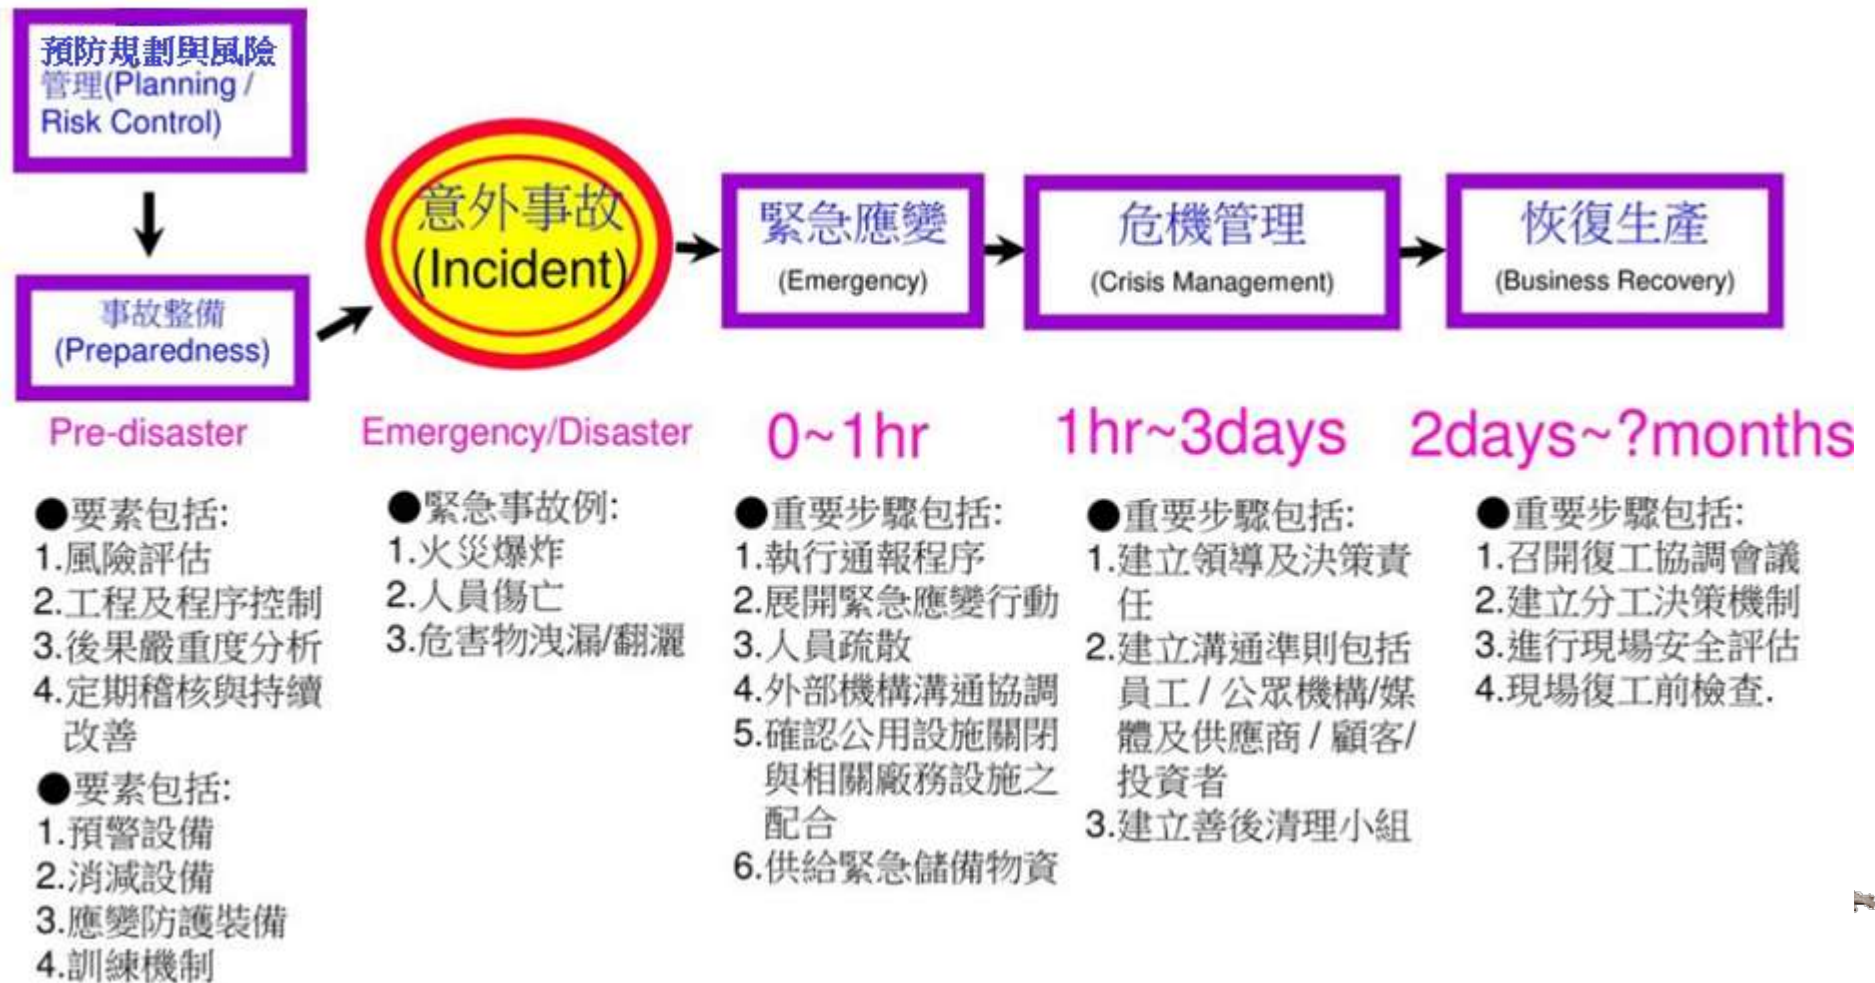 預防規劃與風險
管理(Planning /
Risk Control)
事故整備
(Preparedness)
意外事故
(Incident)
緊急應變
(Emergency)
危機管理
(Crisis Management)
恢復生產
(Business Recovery)
Pre-disaster
Emergency/Disaster
0~1hr
1hr~3days
2days~?months
●要素包括:
1.風險評估
2.工程及程序控制
3.後果嚴重度分析
4.定期稽核與持續
改善
●要素包括:
1.預警設備
2.消減設備
3.應變防護裝備
4.訓練機制
●緊急事故例:
1.火災爆炸
2.人員傷亡
3.危害物洩漏/翻灑
●重要步驟包括:
1.執行通報程序
2.展開緊急應變行動
3.人員疏散
4.外部機構溝通協調
5.確認公用設施關閉
與相關廠務設施之
配合
6.供給緊急儲備物資
●重要步驟包括:
1.建立領導及決策責
任
2.建立溝通準則包括
員工 / 公眾機構/媒
體及供應商 / 顧客/
投資者
3.建立善後清理小組
●重要步驟包括:
1.召開復工協調會議
2.建立分工決策機制
3.進行現場安全評估
4.現場復工前檢查.